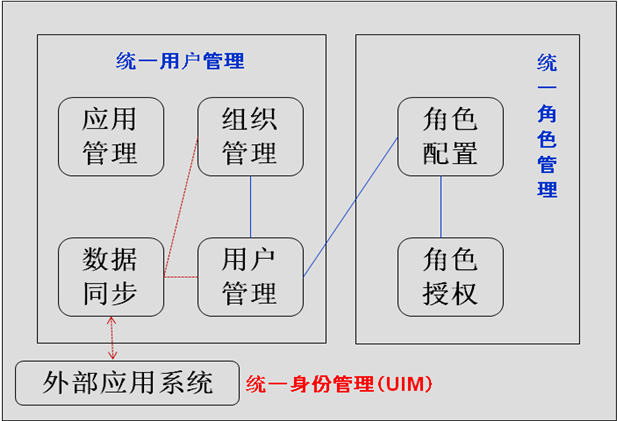 统一用户管理
应用
管理
组织
管理
数据
同步
用户
管理
统一角色管理
角色
配置
角色
授权
外部应用系统
统一身份管理(UIM)